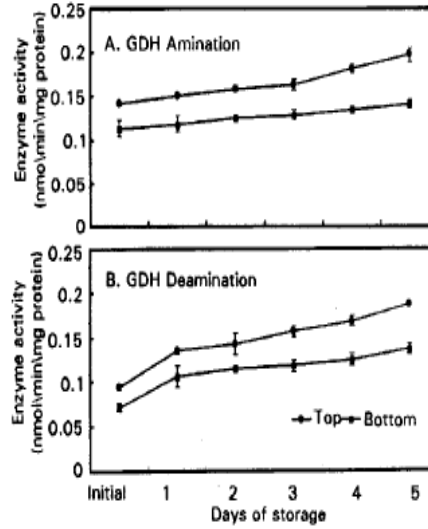 0.25
A. GDH Amination
0.2
0.15
0.1
0.05
0
Enzyme activity
(nmo\min\mg protein)
0.25
B. GDH Deamination
0.2
0.15
0.1
0.05
0
Enzyme activity
(nmol\min\mg protein)
Top Bottom
Initial 1 2 3 4 5
Days of storage